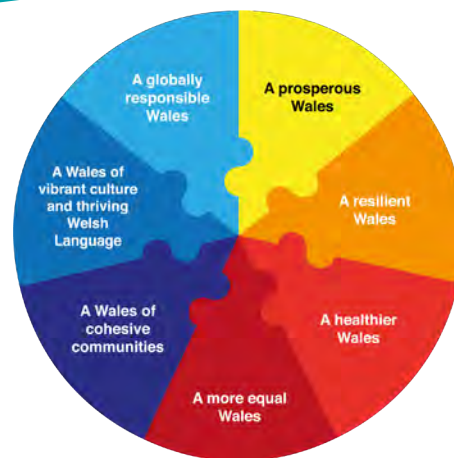 A prosperous
Wales
A resilient
Wales
A healthier
Wales
A more equal
Wales
A Wales of
cohesive
communities
A Wales of
vibrant culture
and thriving
Welsh
Language
A globally
responsible
Wales